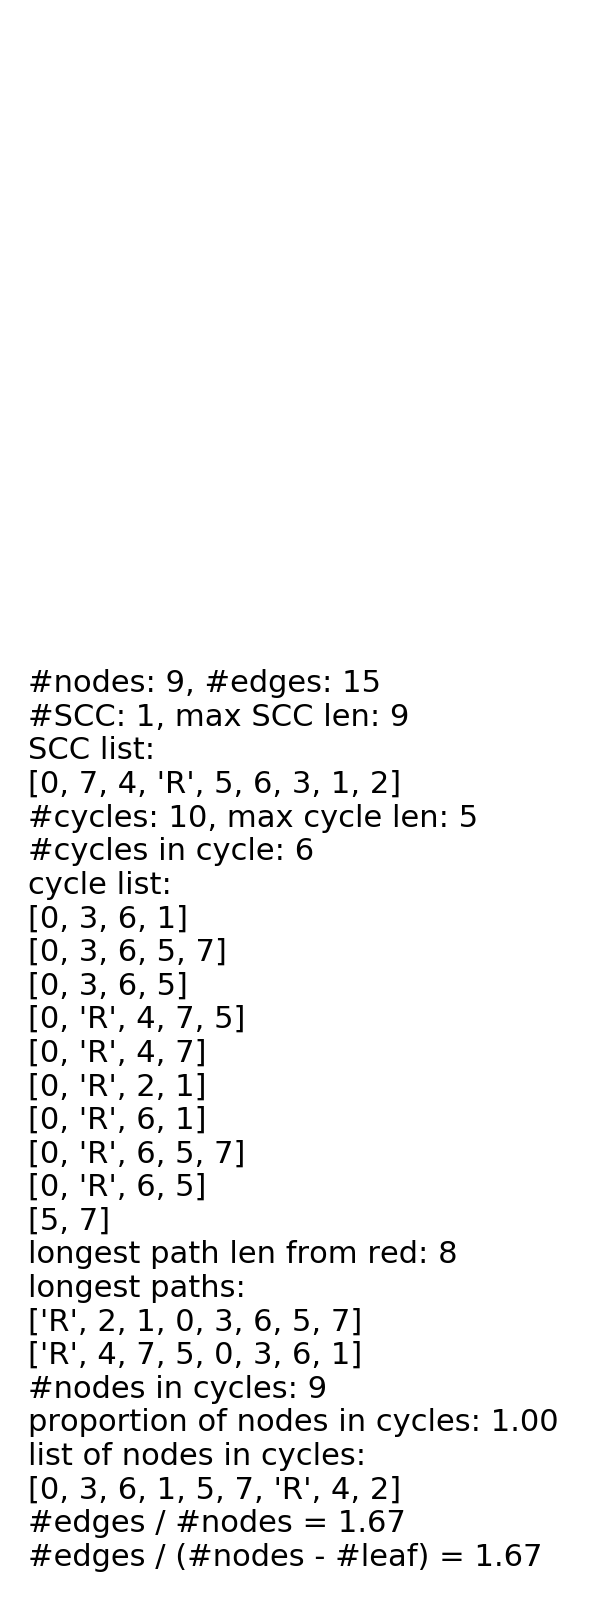 #nodes: 9, #edges: 15
#SCC: 1, max SCC len: 9
SCC list:
[0, 7, 4, 'R', 5, 6, 3, 1, 2]
#cycles: 10, max cycle len: 5
#cycles in cycle: 6
cycle list:
[0, 3, 6, 1]
[0, 3, 6, 5, 7]
[0, 3, 6, 5]
[0, 'R', 4, 7, 5]
[0, 'R', 4, 7]
[0, 'R', 2, 1]
[0, 'R', 6, 1]
[0, 'R', 6, 5, 7]
[0, 'R', 6, 5]
[5, 7]
longest path len from red: 8
longest paths:
['R', 2, 1, 0, 3, 6, 5, 7]
['R', 4, 7, 5, 0, 3, 6, 1]
#nodes in cycles: 9
proportion of nodes in cycles: 1.00
list of nodes in cycles:
[0, 3, 6, 1, 5, 7, 'R', 4, 2]
#edges / #nodes = 1.67
#edges / (#nodes - #leaf) = 1.67